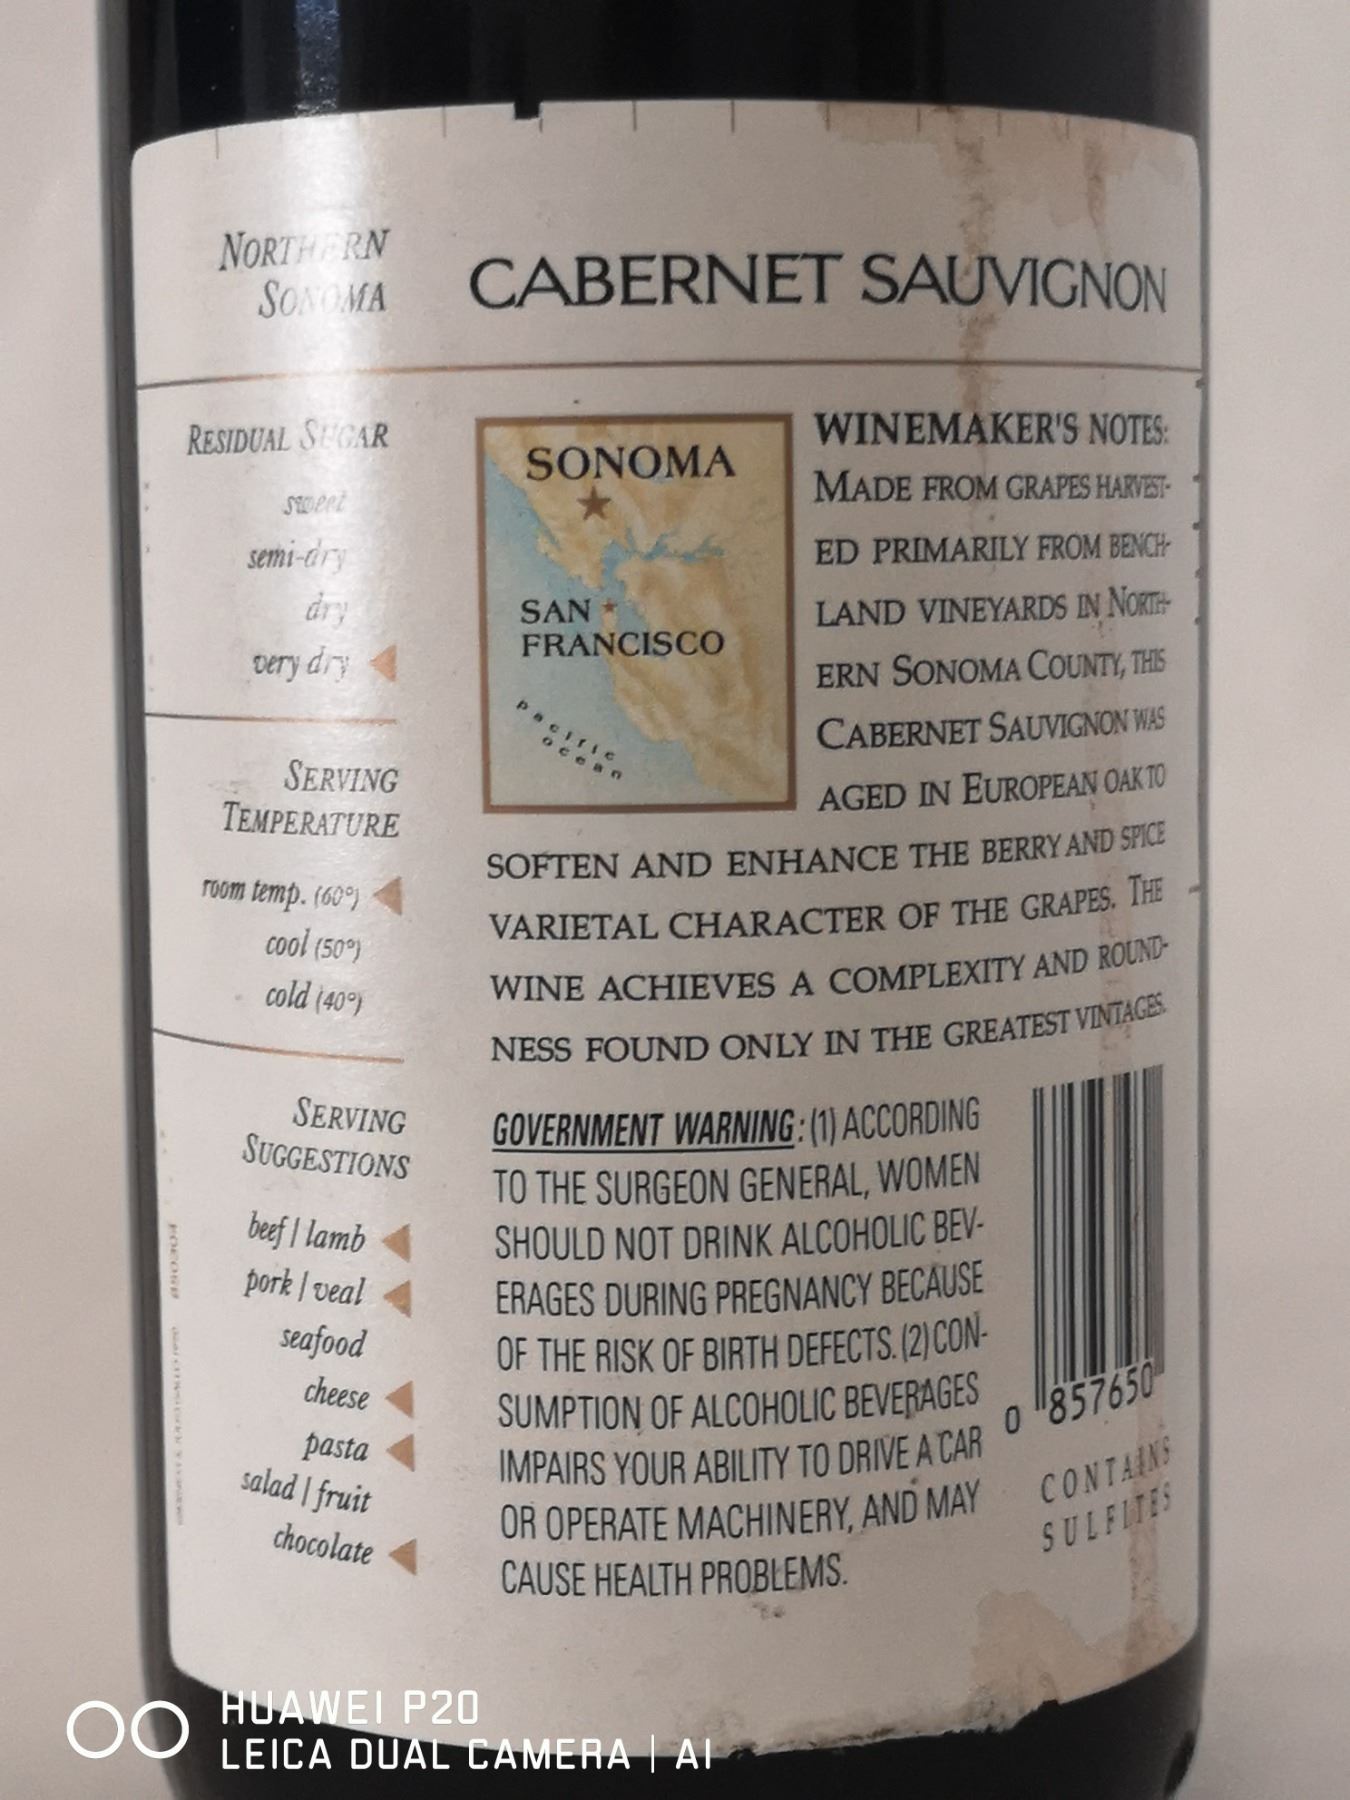 NORTHERN
SONOMA
CABERNET SAUVIGNON
RESIDUAL SUGAR
sweet
semi-dry
dry
very dry
SERVING
TEMPERATURE
room temp. (60°)
cool (50°)
cold (40°)
SERVING
SUGGESTIONS
beef / lamb
pork / veal
seafood
cheese
pasta
salad / fruit
chocolate
SONOMA
SAN
FRANCISCO
pacific
ocean
WINEMAKER'S NOTES:
MADE FROM GRAPES HARVEST-
ED PRIMARILY FROM BENCH-
LAND VINEYARDS IN NORTH-
ERN SONOMA COUNTY, THIS
CABERNET SAUVIGNON WAS
AGED IN EUROPEAN OAK TO
SOFTEN AND ENHANCE THE BERRY AND SPICE
VARIETAL CHARACTER OF THE GRAPES. THE
WINE ACHIEVES A COMPLEXITY AND ROUND-
NESS FOUND ONLY IN THE GREATEST VINTAGES.
GOVERNMENT WARNING: (1) ACCORDING
TO THE SURGEON GENERAL, WOMEN
SHOULD NOT DRINK ALCOHOLIC BEV-
ERAGES DURING PREGNANCY BECAUSE
OF THE RISK OF BIRTH DEFECTS. (2) CON-
SUMPTION OF ALCOHOLIC BEVERAGES
IMPAIRS YOUR ABILITY TO DRIVE A CAR
OR OPERATE MACHINERY, AND MAY
CAUSE HEALTH PROBLEMS.
0 857650
CONTAINS
SULFITES
HUAWEI P20
LEICA DUAL CAMERA | AI